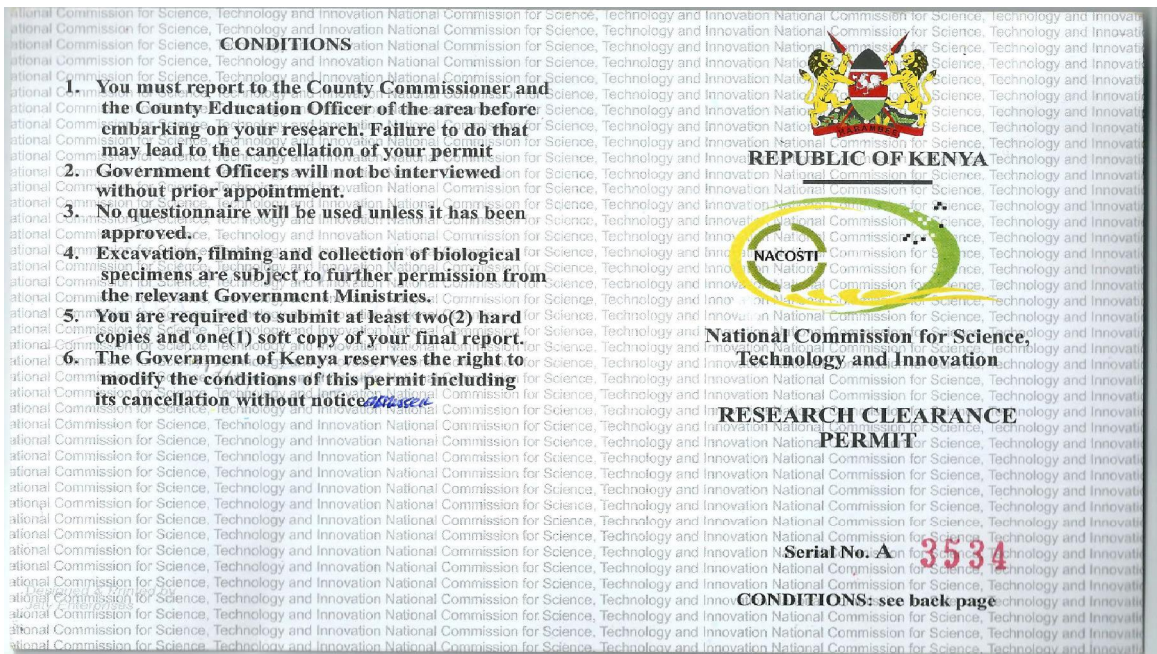 CONDITIONS
1. You must report to the County Commissioner and
the County Education Officer of the area before
embarking on your research. Failure to do that
may lead to the cancellation of your permit
2. Government Officers will not be interviewed
without prior appointment.
3. No questionnaire will be used unless it has been
approved.
4. Excavation, filming and collection of biological
specimens are subject to further permission from
the relevant Government Ministries.
5. You are required to submit at least two(2) hard
copies and one(1) soft copy of your final report.
6. The Government of Kenya reserves the right to
modify the conditions of this permit including
its cancellation without notice
HARAMBEE
REPUBLIC OF KENYA
NACOSTI
National Commission for Science,
Technology and Innovation
RESEARCH CLEARANCE
PERMIT
Serial No. A 3534
CONDITIONS: see back page